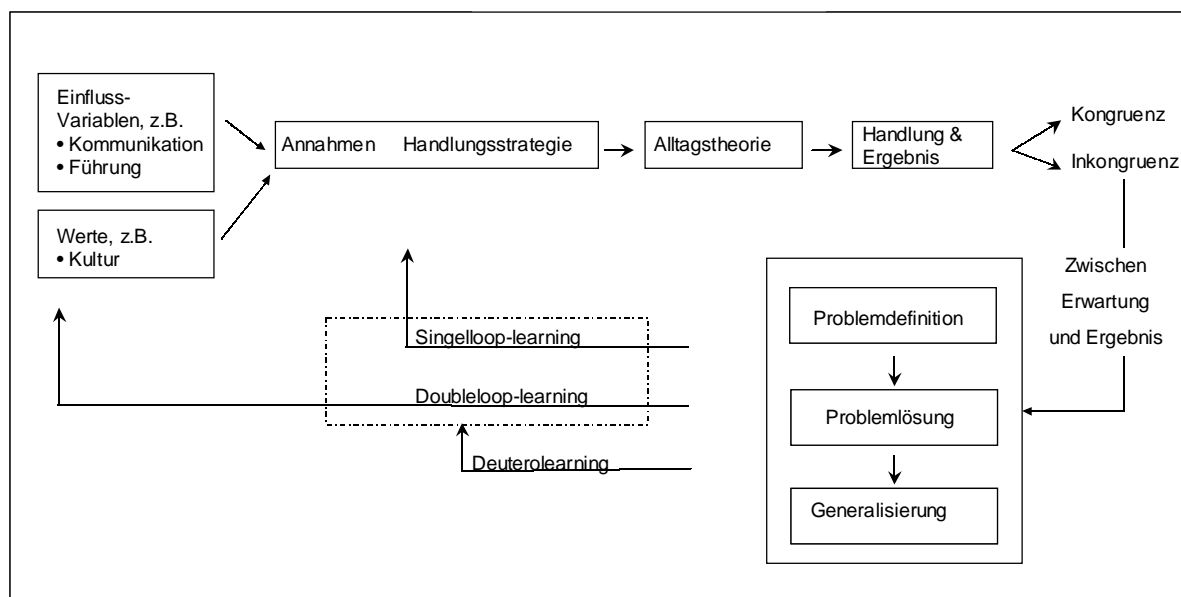 Einfluss-
Variablen, z.B.
• Kommunikation
• Führung
Werte, z.B.
• Kultur
Annahmen Handlungsstrategie
Alltagstheorie
Handlung &
Ergebnis
Kongruenz
Inkongruenz
Zwischen
Erwartung
und Ergebnis
Problemdefinition
Problemlösung
Generalisierung
Singelloop-learning
Doubleloop-learning
Deuterolearning